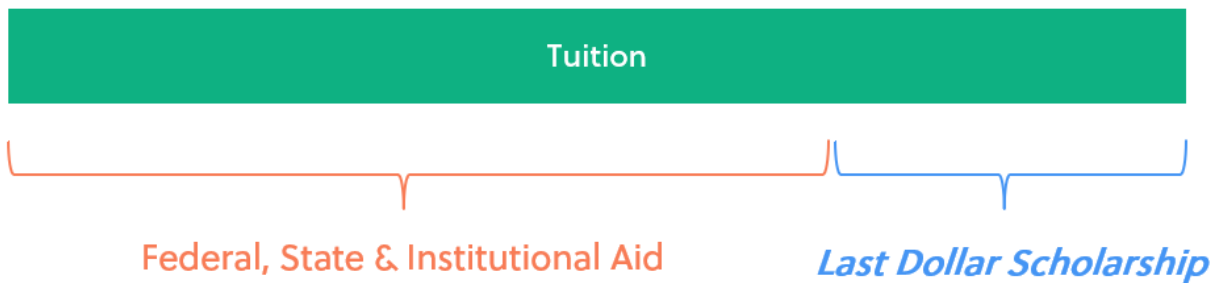 Tuition
Federal, State & Institutional Aid
Last Dollar Scholarship